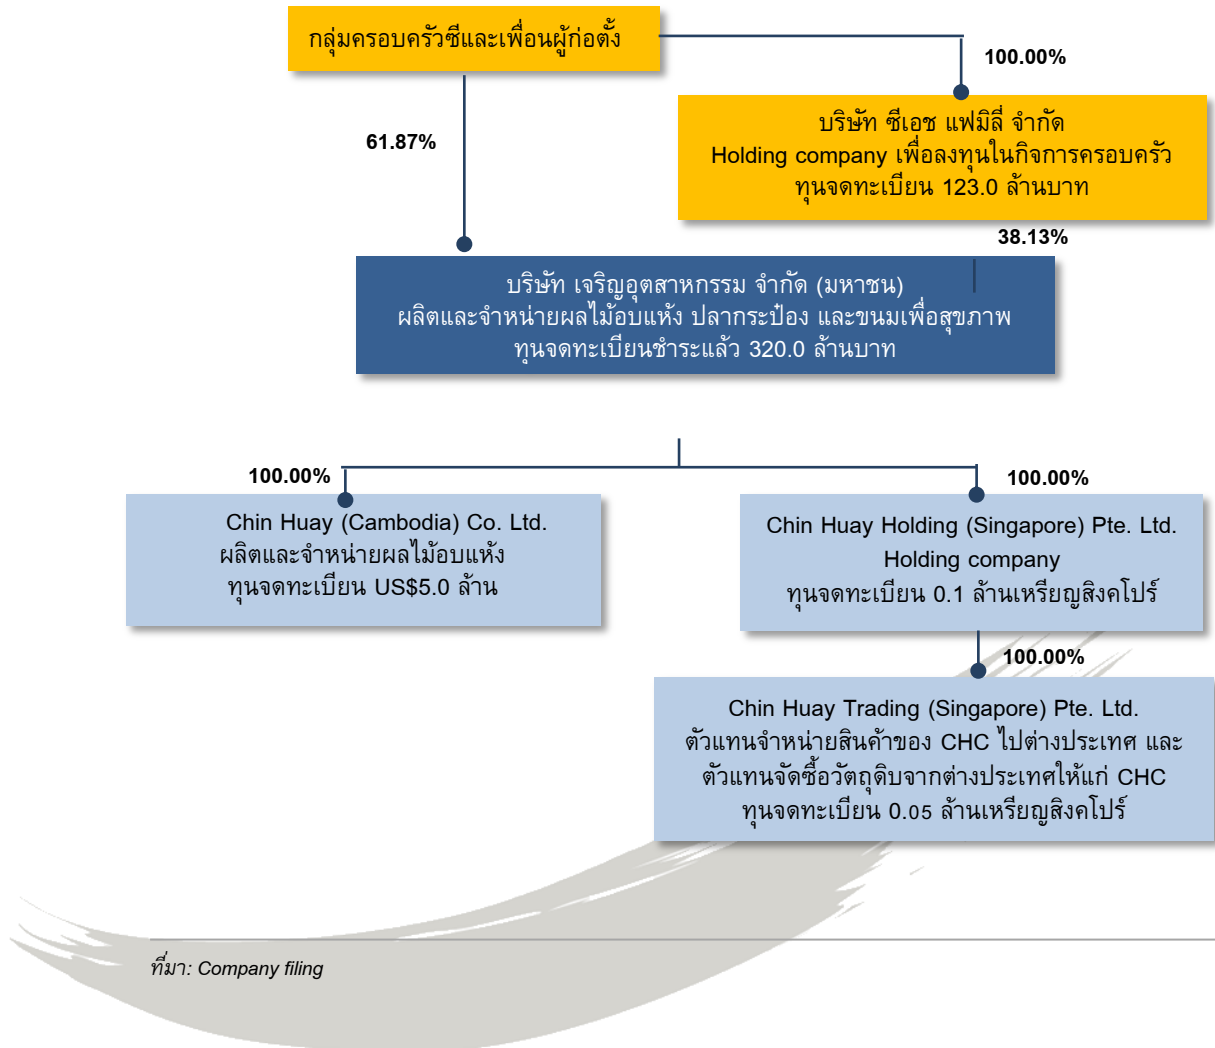 กลุ่มครอบครัวซีและเพื่อนผู้ก่อตั้ง
100.00%
61.87%
บริษัท ซีเอช แฟมิลี่ จำกัด
Holding company เพื่อลงทุนในกิจการครอบครัว
ทุนจดทะเบียน 123.0 ล้านบาท
38.13%
บริษัท เจริญอุตสาหกรรม จำกัด (มหาชน)
ผลิตและจำหน่ายผลไม้อบแห้ง ปลากระป๋อง และขนมเพื่อสุขภาพ
ทุนจดทะเบียนชำระแล้ว 320.0 ล้านบาท
100.00%
Chin Huay (Cambodia) Co. Ltd.
ผลิตและจำหน่ายผลไม้อบแห้ง
ทุนจดทะเบียน US$5.0 ล้าน
100.00%
Chin Huay Holding (Singapore) Pte. Ltd.
Holding company
ทุนจดทะเบียน 0.1 ล้านเหรียญสิงคโปร์
100.00%
Chin Huay Trading (Singapore) Pte. Ltd.
ตัวแทนจำหน่ายสินค้าของ CHC ไปต่างประเทศ และ
ตัวแทนจัดซื้อวัตถุดิบจากต่างประเทศให้แก่ CHC
ทุนจดทะเบียน 0.05 ล้านเหรียญสิงคโปร์
ที่มา: Company filing